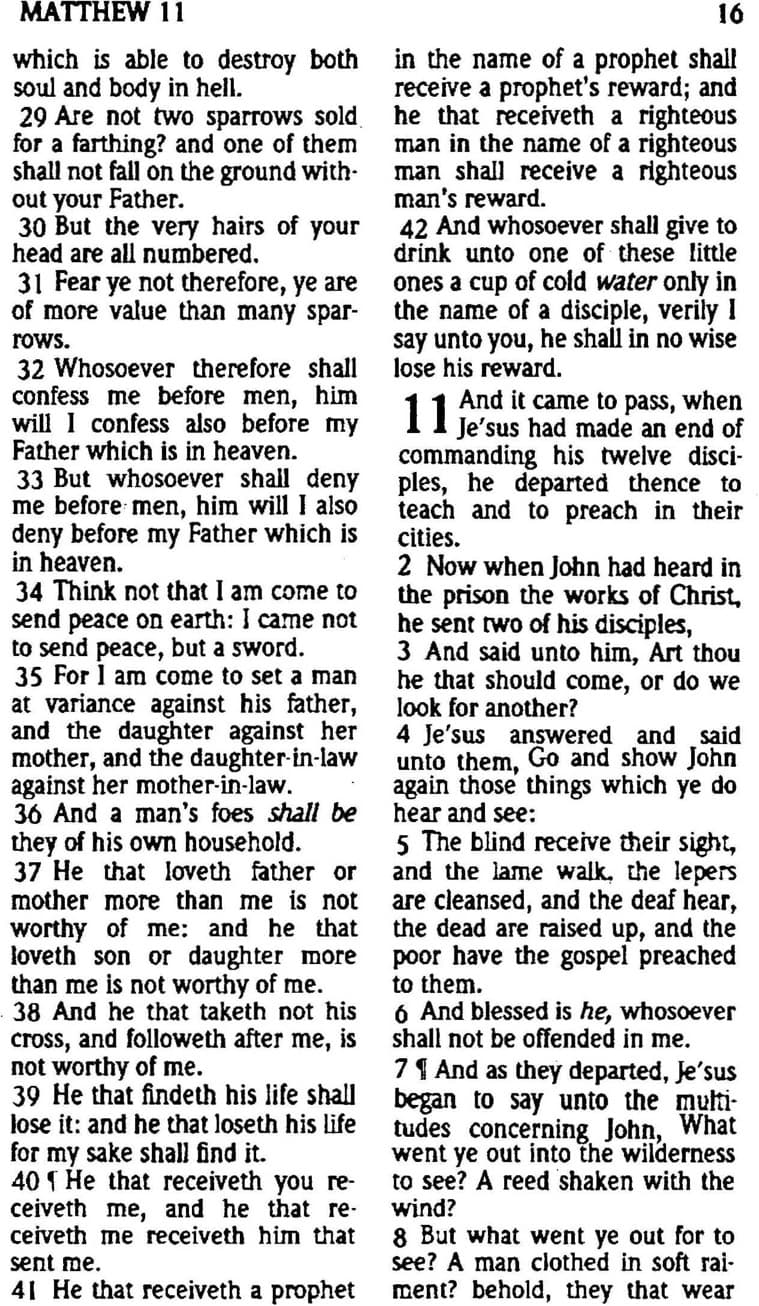 MATTHEW 11
16
which is able to destroy both
soul and body in hell.
29 Are not two sparrows sold
for a farthing? and one of them
shall not fall on the ground with-
out your Father.
30 But the very hairs of your
head are all numbered.
31 Fear ye not therefore, ye are
of more value than many spar-
rows.
32 Whosoever therefore shall
confess me before men, him
will I confess also before my
Father which is in heaven.
33 But whosoever shall deny
me before men, him will I also
deny before my Father which is
in heaven.
34 Think not that I am come to
send peace on earth: I came not
to send peace, but a sword.
35 For I am come to set a man
at variance against his father,
and the daughter against her
mother, and the daughter-in-law
against her mother-in-law.
36 And a man's foes shall be
they of his own household.
37 He that loveth father or
mother more than me is not
worthy of me: and he that
loveth son or daughter more
than me is not worthy of me.
38 And he that taketh not his
cross, and followeth after me, is
not worthy of me.
39 He that findeth his life shall
lose it: and he that loseth his life
for my sake shall find it.
40 ¶ He that receiveth you re-
ceiveth me, and he that re-
ceiveth me receiveth him that
sent me.
41 He that receiveth a prophet
in the name of a prophet shall
receive a prophet's reward; and
he that receiveth a righteous
man in the name of a righteous
man shall receive a righteous
man's reward.
42 And whosoever shall give to
drink unto one of these little
ones a cup of cold water only in
the name of a disciple, verily I
say unto you, he shall in no wise
lose his reward.
11 And it came to pass, when
Je'sus had made an end of
commanding his twelve disci-
ples, he departed thence to
teach and to preach in their
cities.
2 Now when John had heard in
the prison the works of Christ,
he sent two of his disciples,
3 And said unto him, Art thou
he that should come, or do we
look for another?
4 Je'sus answered and said
unto them, Go and show John
again those things which ye do
hear and see:
5 The blind receive their sight,
and the lame walk, the lepers
are cleansed, and the deaf hear,
the dead are raised up, and the
poor have the gospel preached
to them.
6 And blessed is he, whosoever
shall not be offended in me.
7 ¶ And as they departed, Je'sus
began to say unto the multi-
tudes concerning John, What
went ye out into the wilderness
to see? A reed shaken with the
wind?
8 But what went ye out for to
see? A man clothed in soft rai-
ment? behold, they that wear